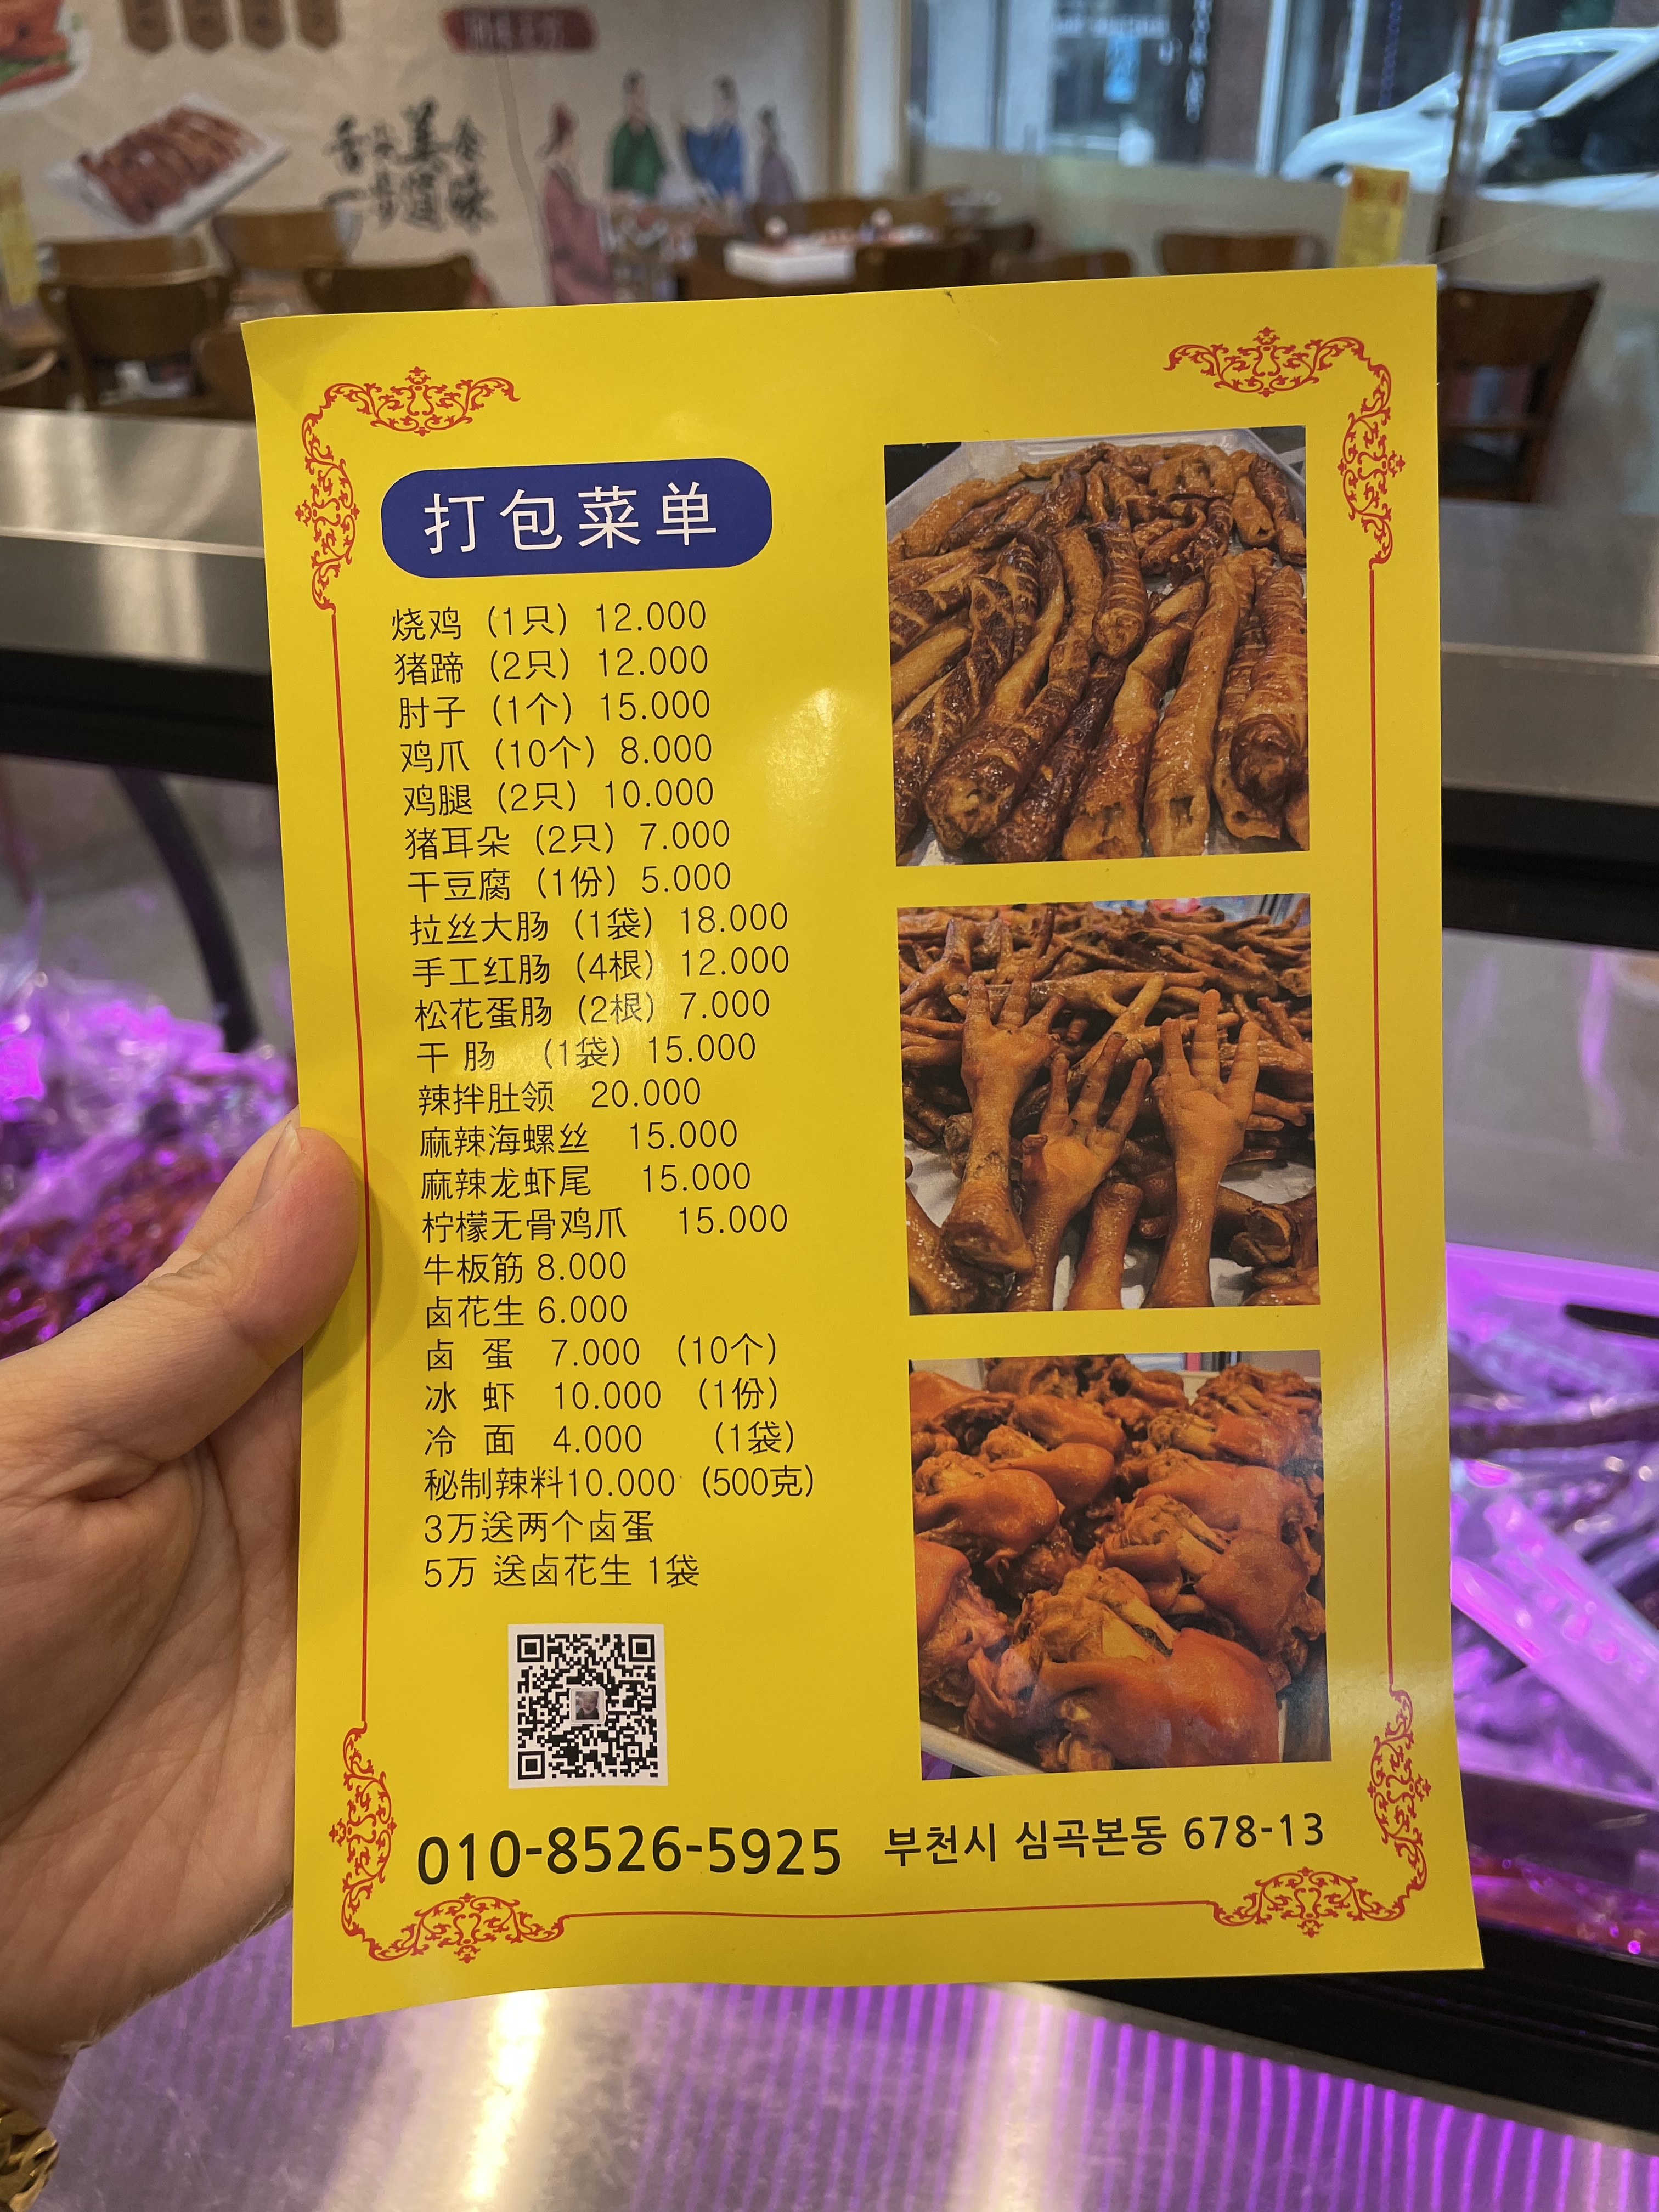 打包菜单
烧鸡（1只）12.000
猪蹄（2只）12.000
肘子（1个）15.000
鸡爪（10个）8.000
鸡腿（2只）10.000
猪耳朵（2只）7.000
干豆腐（1份）5.000
拉丝大肠（1袋）18.000
手工红肠（4根）12.000
松花蛋肠（2根）7.000
干 肠 （1袋）15.000
辣拌肚领 20.000
麻辣海螺丝 15.000
麻辣龙虾尾 15.000
柠檬无骨鸡爪 15.000
牛板筋 8.000
卤花生 6.000
卤 蛋 7.000 （10个）
冰 虾 10.000 （1份）
冷 面 4.000 （1袋）
秘制辣料10.000（500克）
3万送两个卤蛋
5万 送卤花生 1袋
010-8526-5925 부천시 심곡본동 678-13